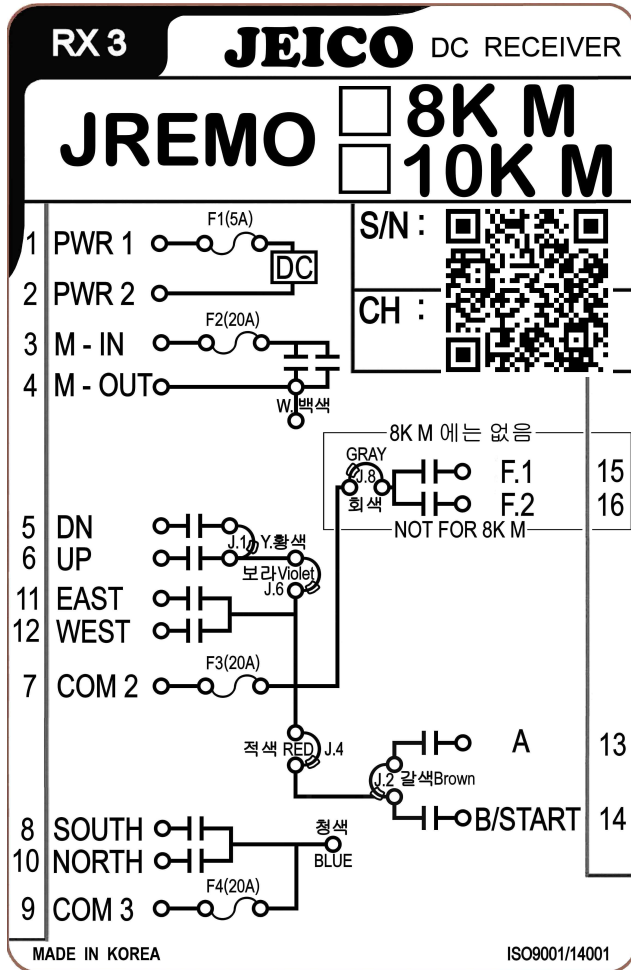 RX 3
JEICO DC RECEIVER
JREMO
8K M
10K M
S/N :
CH :
1 PWR 1 F1(5A)
DC
2 PWR 2
3 M - IN F2(20A)
4 M - OUT
W. 백색
8K M 에는 없음
GRAY
J.8
회색
F.1 15
F.2 16
NOT FOR 8K M
5 DN
J.1 Y.황색
6 UP
보라Violet
J.6
11 EAST
12 WEST
7 COM 2 F3(20A)
적색 RED J.4
A 13
J.2 갈색Brown
B/START 14
8 SOUTH
청색
BLUE
10 NORTH
9 COM 3 F4(20A)
MADE IN KOREA
ISO9001/14001